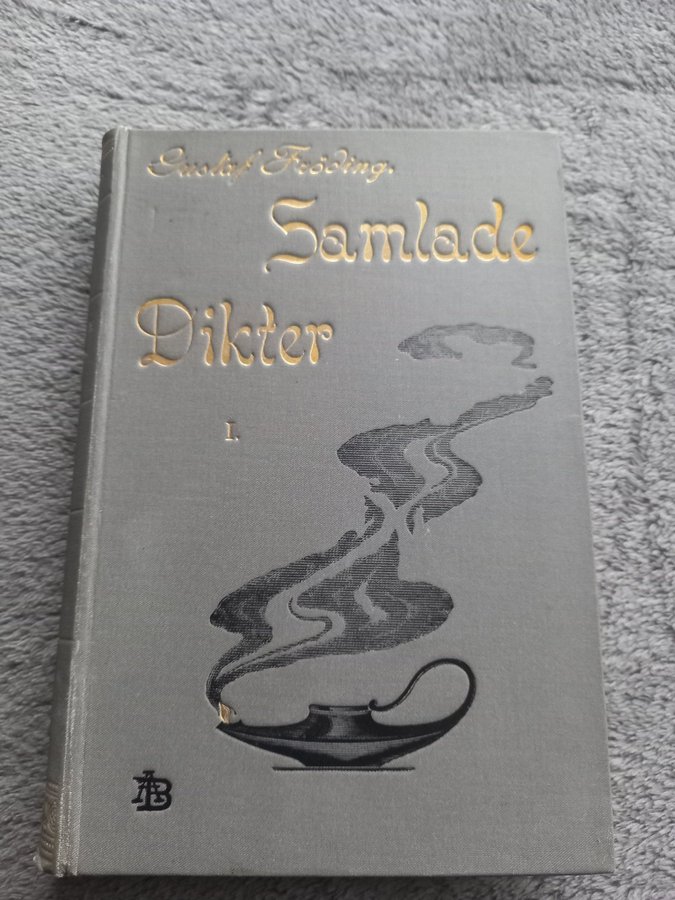 Gustaf Fröding.
Samlade
Dikter
I.
AB